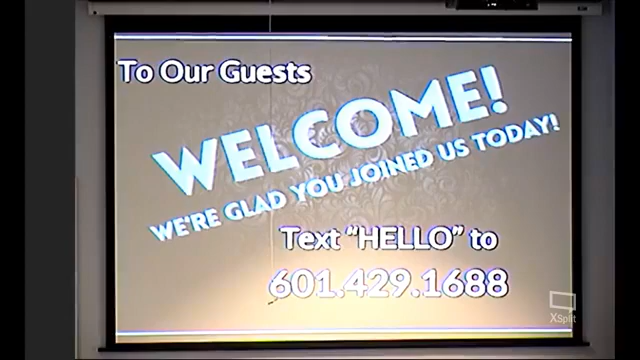 To Our Guests
WELCOME!
WE'RE GLAD YOU JOINED US TODAY!
Text “HELLO” to
601.429.1688
XSplit